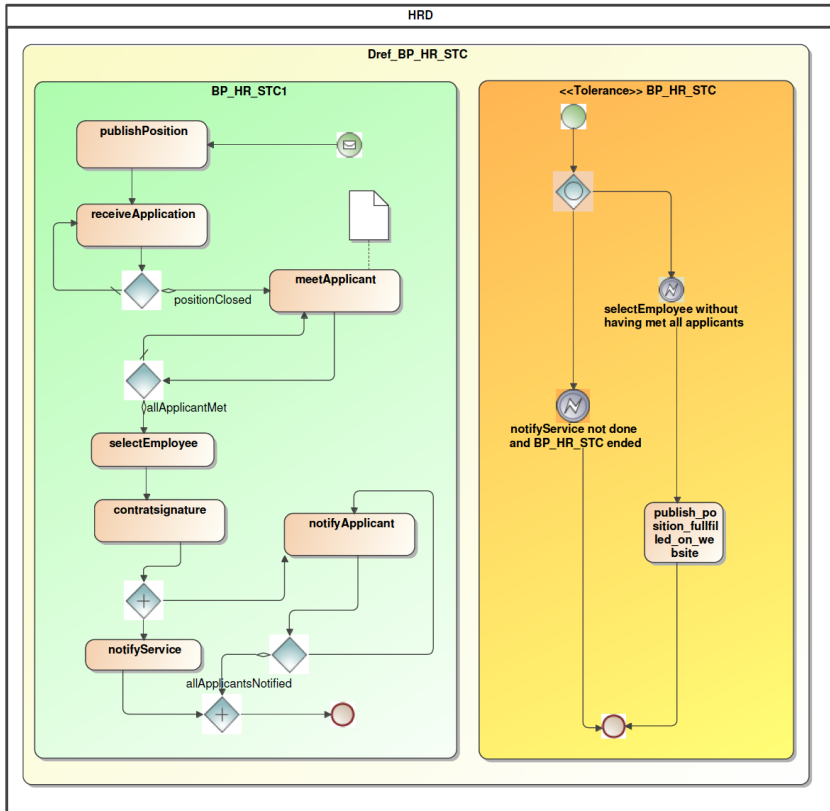 HRD
Dref_BP_HR_STC
BP_HR_STC1
publishPosition
receiveApplication
positionClosed
meetApplicant
allApplicantMet
selectEmployee
contratsignature
notifyApplicant
notifyService
allApplicantsNotified
<<Tolerance>> BP_HR_STC
selectEmployee without
having met all applicants
notifyService not done
and BP_HR_STC ended
publish_po
sition_fullfil
led_on_we
bsite